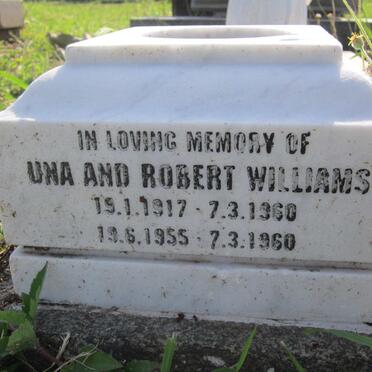 IN LOVING MEMORY OF
UNA AND ROBERT WILLIAMS
19.1.1917 - 7.3.1960
19.6.1955 - 7.3.1960